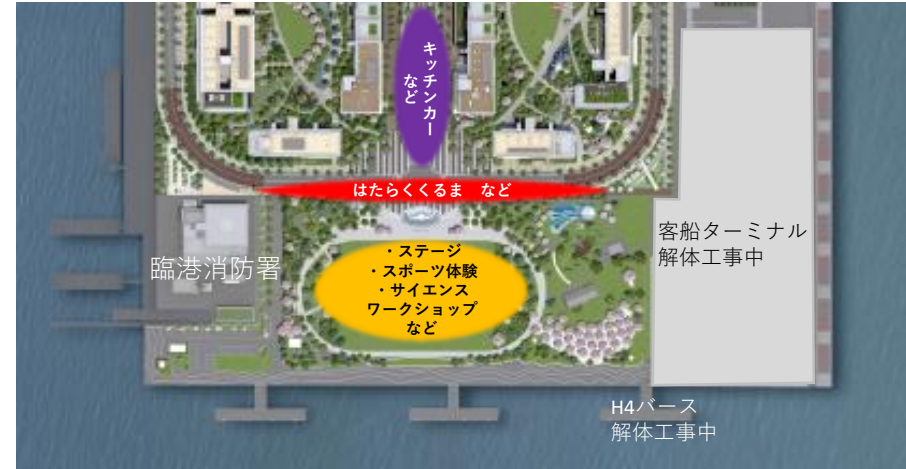 キッチンカー
など
はたらくくるま　など
・ステージ
・スポーツ体験
・サイエンス
ワークショップ
など
臨港消防署
客船ターミナル
解体工事中
H4バース
解体工事中